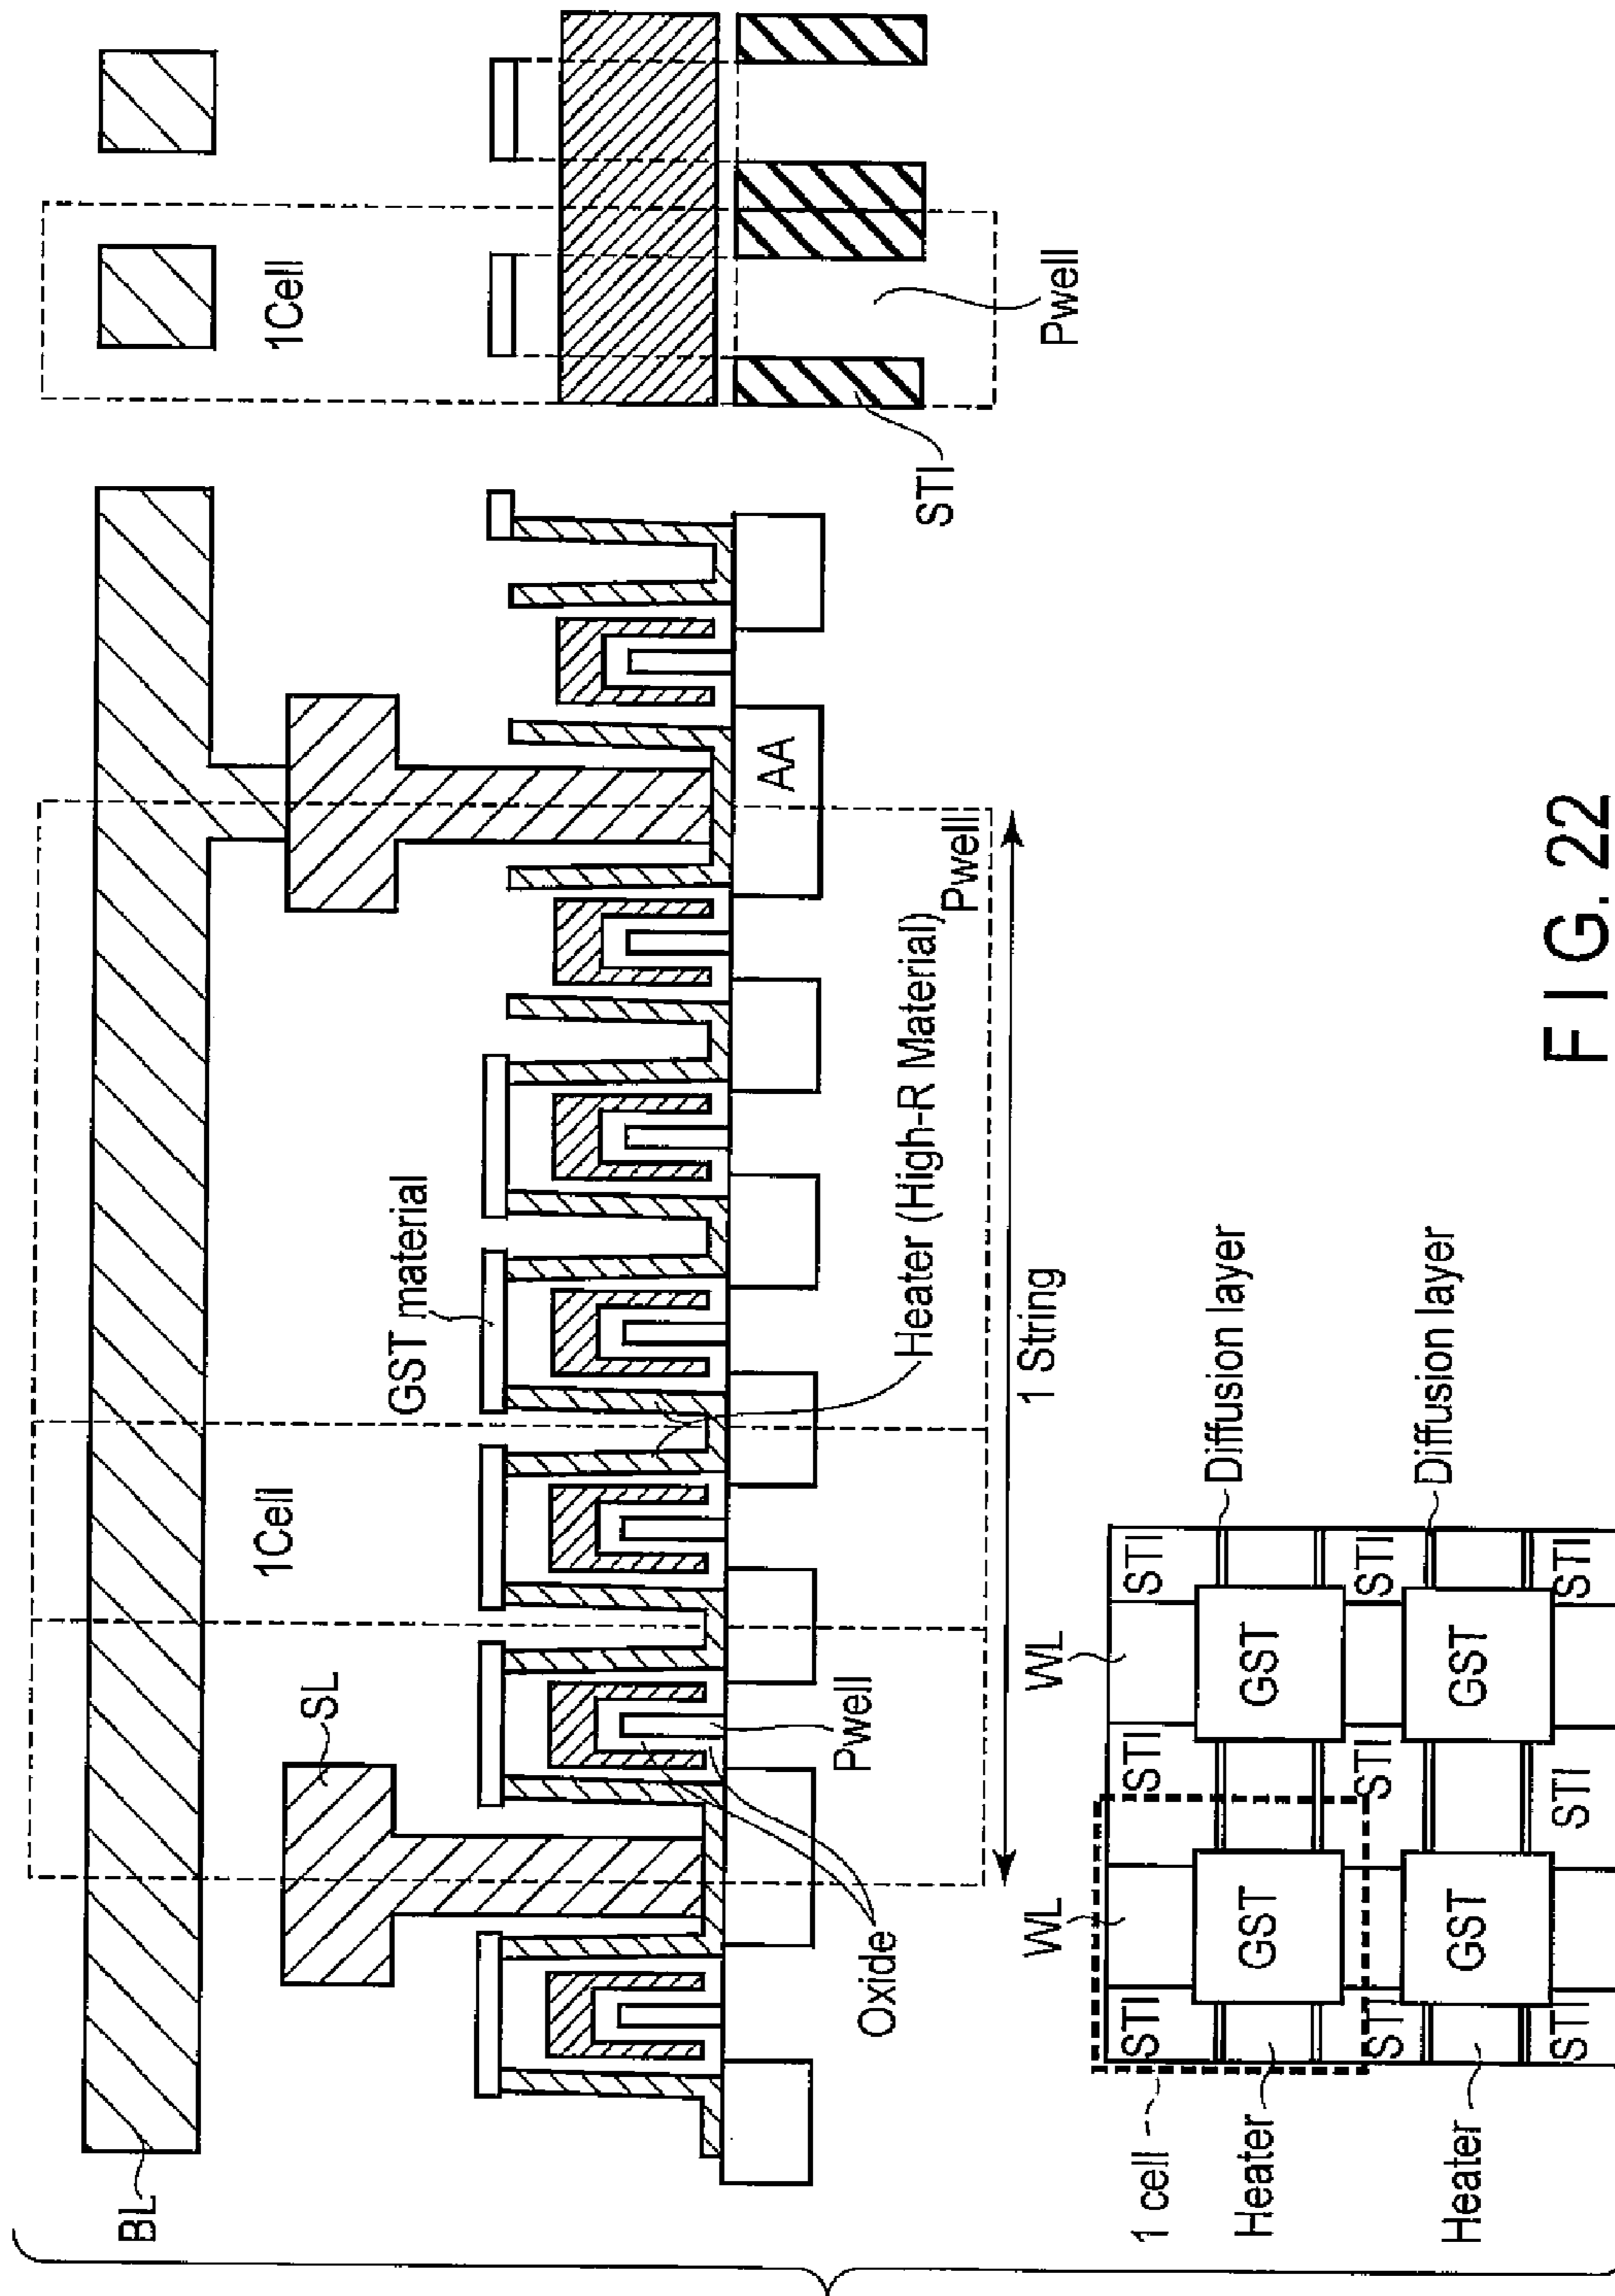 BL
SL
1Cell
GST material
1Cell
Oxide
Pwell
Heater (High-R Material)
Pwell
AA
1 String
STI
Pwell
WL
WL
1 cell
STI
STI
STI
Diffusion layer
Heater
GST
GST
STI
STI
STI
Diffusion layer
Heater
GST
GST
STI
STI
STI
FIG. 22